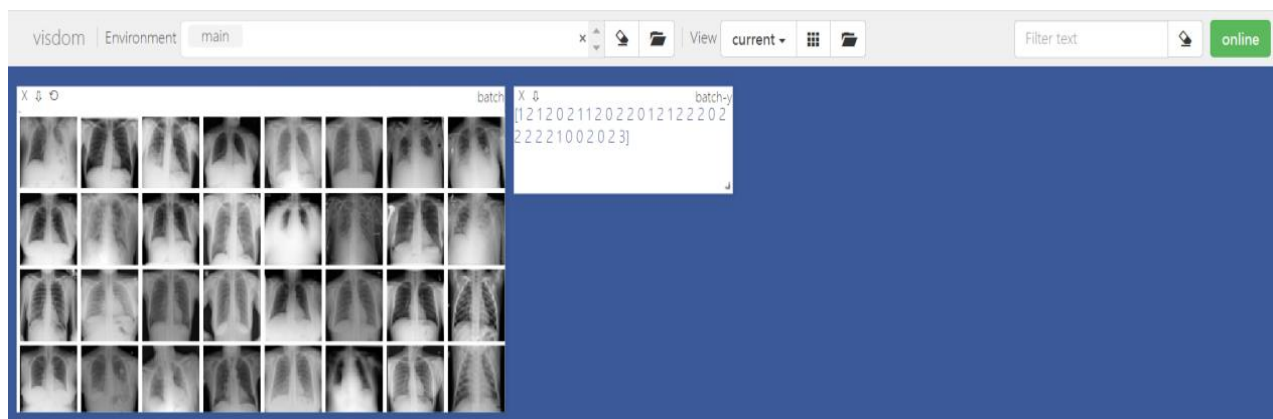 visdom Environment main x View current Filter text online
X batch
X batch-y
[1 2 1 2 0 2 1 1 2 0 2 2 0 1 2 1 2 2 2 0 2
2 2 2 2 1 0 0 2 0 2 3]